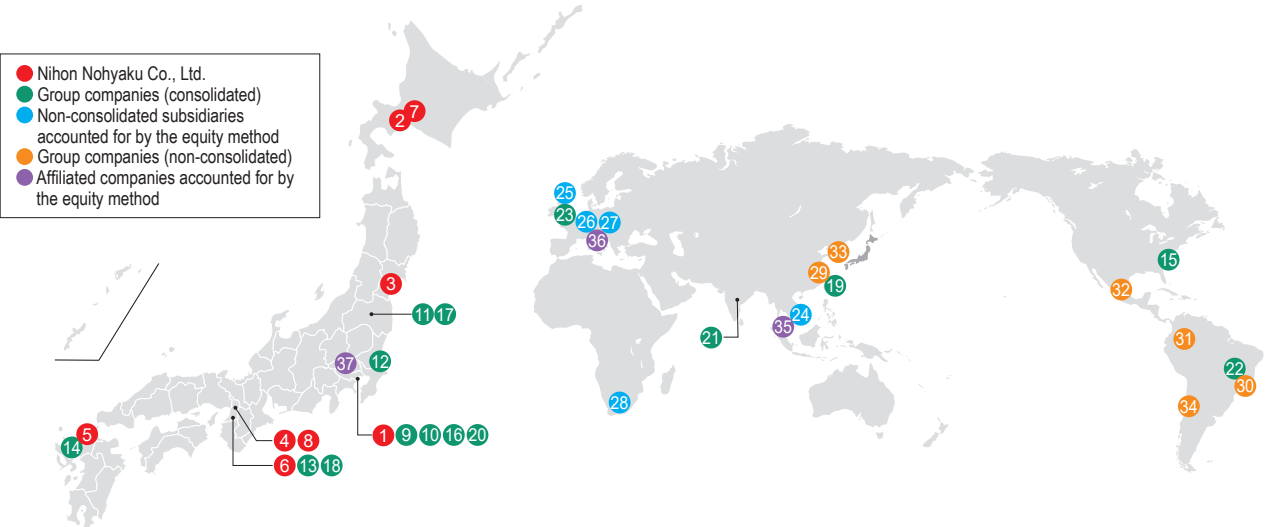 Nihon Nohyaku Co., Ltd.
Group companies (consolidated)
Non-consolidated subsidiaries
accounted for by the equity method
Group companies (non-consolidated)
Affiliated companies accounted for by
the equity method
7
2
3
11 17
37
12
5
14
4 8
1 9 10 16 20
6 13 18
25
23
26 27
36
33
29
19
24
35
21
28
15
32
31
22
30
34